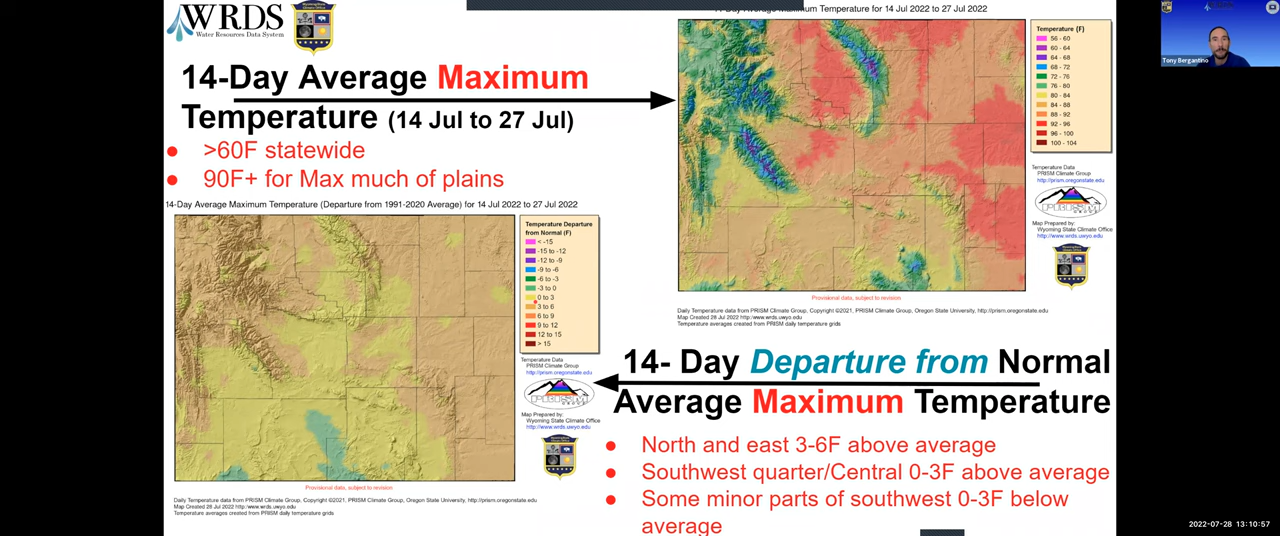 WRDS
Water Resources Data System
14-Day Average Maximum
Temperature (14 Jul to 27 Jul)
● >60F statewide
● 90F+ for Max much of plains
14-Day Average Maximum Temperature (Departure from 1991-2020 Average) for 14 Jul 2022 to 27 Jul 2022
Temperature Departure
from Normal (F)
< -15
-15 to -12
-12 to -9
-9 to -6
-6 to -3
-3 to 0
0 to 3
3 to 6
6 to 9
9 to 12
12 to 15
> 15
Temperature Data
PRISM Climate Group
http://prism.oregonstate.edu
PRISM
GROUP
Map Prepared by:
Wyoming State Climate Office
http://www.wrds.uwyo.edu
Provisional data, subject to revision
Daily Temperature data from PRISM Climate Group, Copyright ©2021, PRISM Climate Group, Oregon State University, http://prism.oregonstate.edu
Map Created 28 Jul 2022 http:/www.wrds.uwyo.edu
Temperature averages created from PRISM daily temperature grids
Day Average Maximum Temperature for 14 Jul 2022 to 27 Jul 2022
Temperature (F)
56 - 60
60 - 64
64 - 68
68 - 72
72 - 76
76 - 80
80 - 84
84 - 88
88 - 92
92 - 96
96 - 100
100 - 104
Temperature Data
PRISM Climate Group
http://prism.oregonstate.edu
PRISM
GROUP
Map Prepared by:
Wyoming State Climate Office
http://www.wrds.uwyo.edu
Provisional data, subject to revision
Daily Temperature data from PRISM Climate Group, Copyright ©2021, PRISM Climate Group, Oregon State University, http://prism.oregonstate.edu
Map Created 28 Jul 2022 http:/www.wrds.uwyo.edu
Temperature averages created from PRISM daily temperature grids
14- Day Departure from Normal
Average Maximum Temperature
● North and east 3-6F above average
● Southwest quarter/Central 0-3F above average
● Some minor parts of southwest 0-3F below
average
Tony Bergantino
2022-07-28 13:10:57